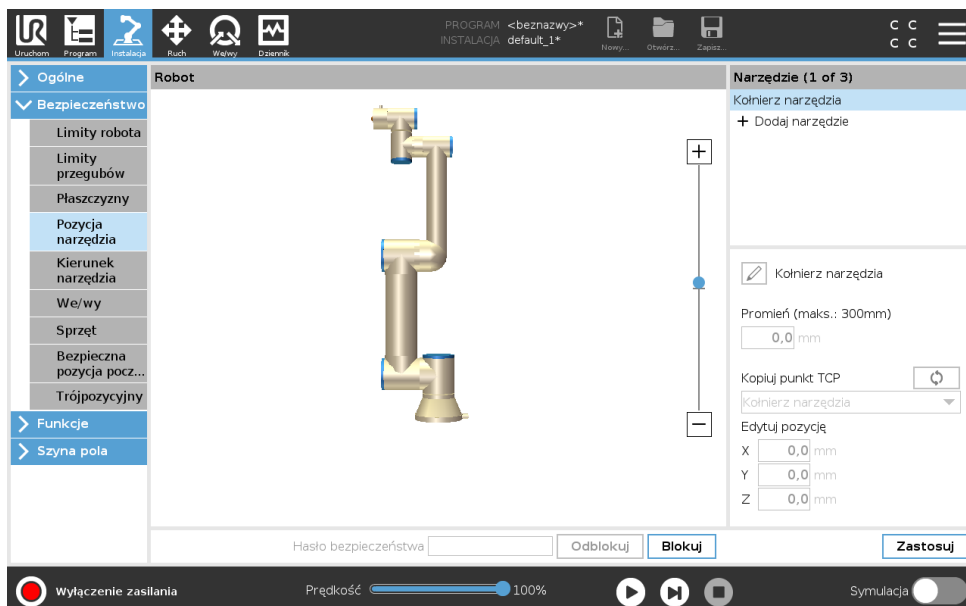 UR
Uruchom
Program
Instalacja
Ruch
We/wy
Dziennik
PROGRAM <beznazwy>*
INSTALACJA default_1*
Nowy...
Otwórz...
Zapisz...
C C
C C
Ogólne
Bezpieczeństwo
Limity robota
Limity
przegubów
Płaszczyzny
Pozycja
narzędzia
Kierunek
narzędzia
We/wy
Sprzęt
Bezpieczna
pozycja pocz...
Trójpozycyjny
Funkcje
Szyna pola
Robot
Narzędzie (1 of 3)
Kołnierz narzędzia
+ Dodaj narzędzie
Kołnierz narzędzia
Promień (maks.: 300mm)
0,0 mm
Kopiuj punkt TCP
Kołnierz narzędzia
Edytuj pozycję
X 0,0 mm
Y 0,0 mm
Z 0,0 mm
Hasło bezpieczeństwa Odblokuj Blokuj Zastosuj
Wyłączenie zasilania Prędkość 100% Symulacja